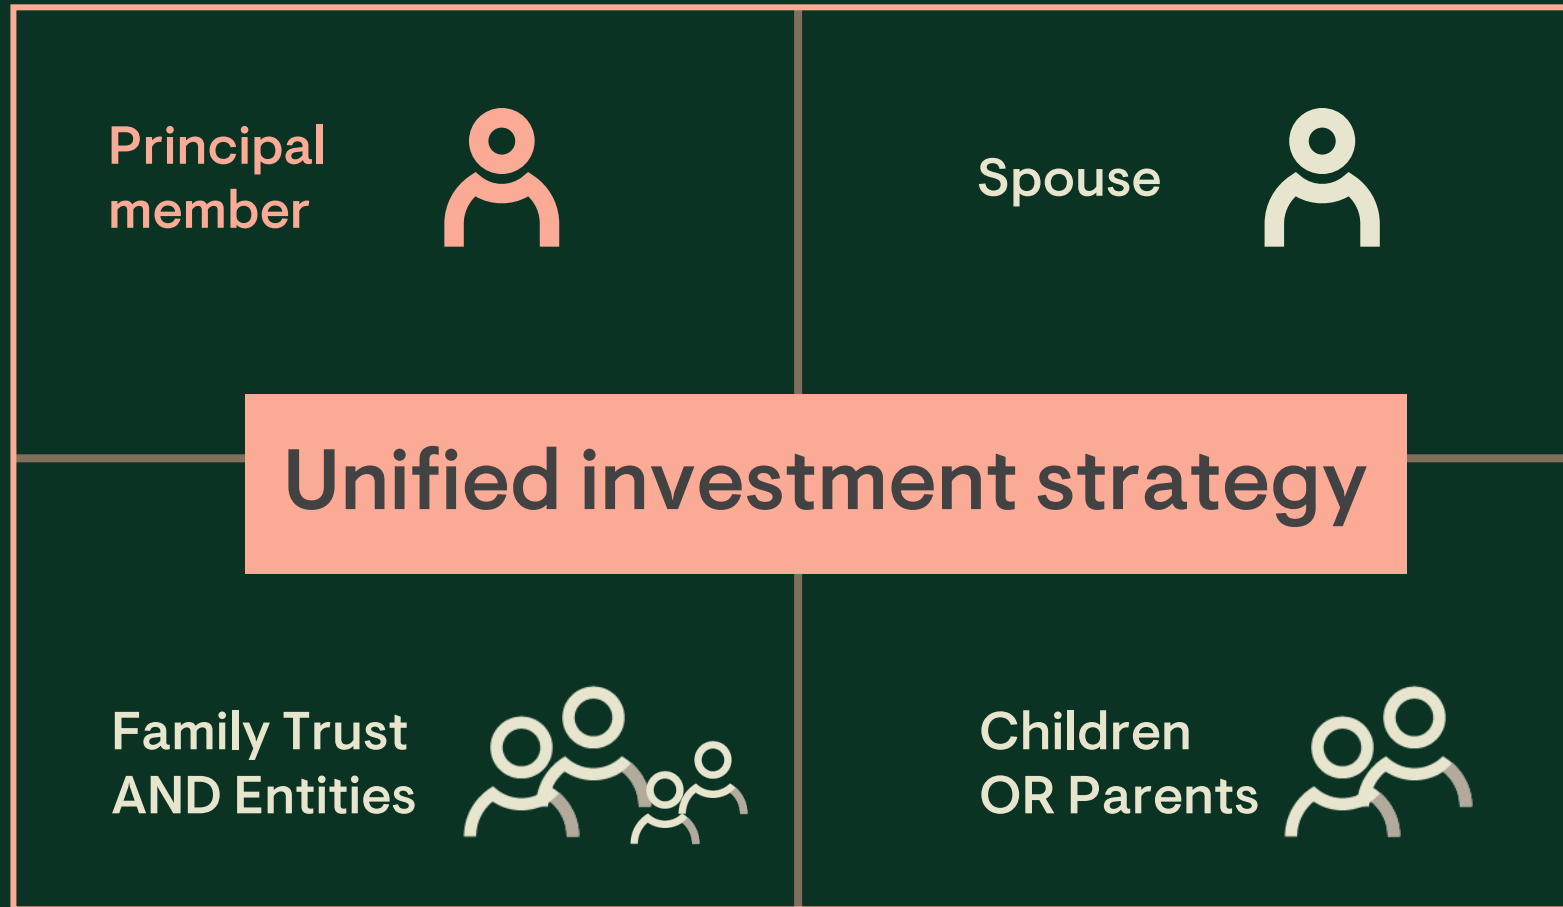 Principal
member
Spouse
Unified investment strategy
Family Trust
AND Entities
Children
OR Parents